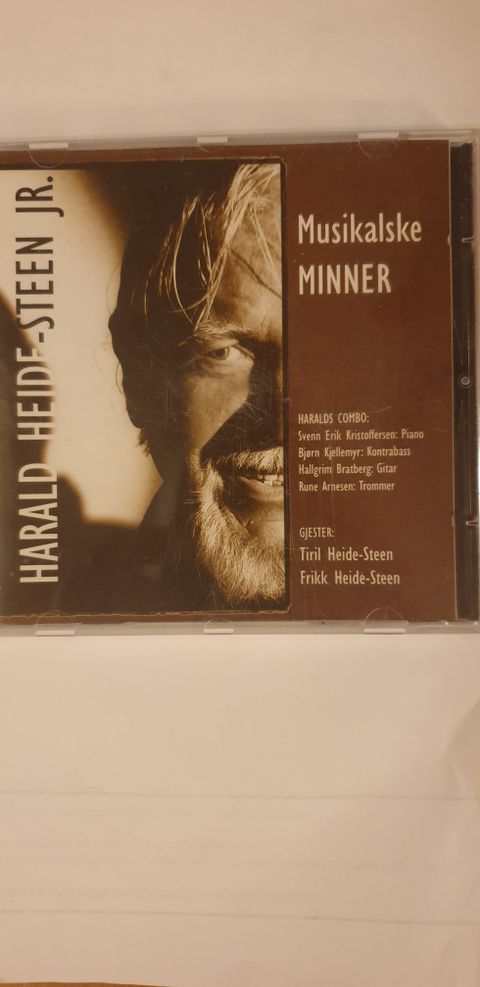 HARALD HEIDE-STEEN JR.
Musikalske
MINNER
HARALDS COMBO:
Svenn Erik Kristoffersen: Piano
Bjørn Kjellemyr: Kontrabass
Hallgrim Bratberg: Gitar
Rune Arnesen: Trommer
GJESTER:
Tiril Heide-Steen
Frikk Heide-Steen